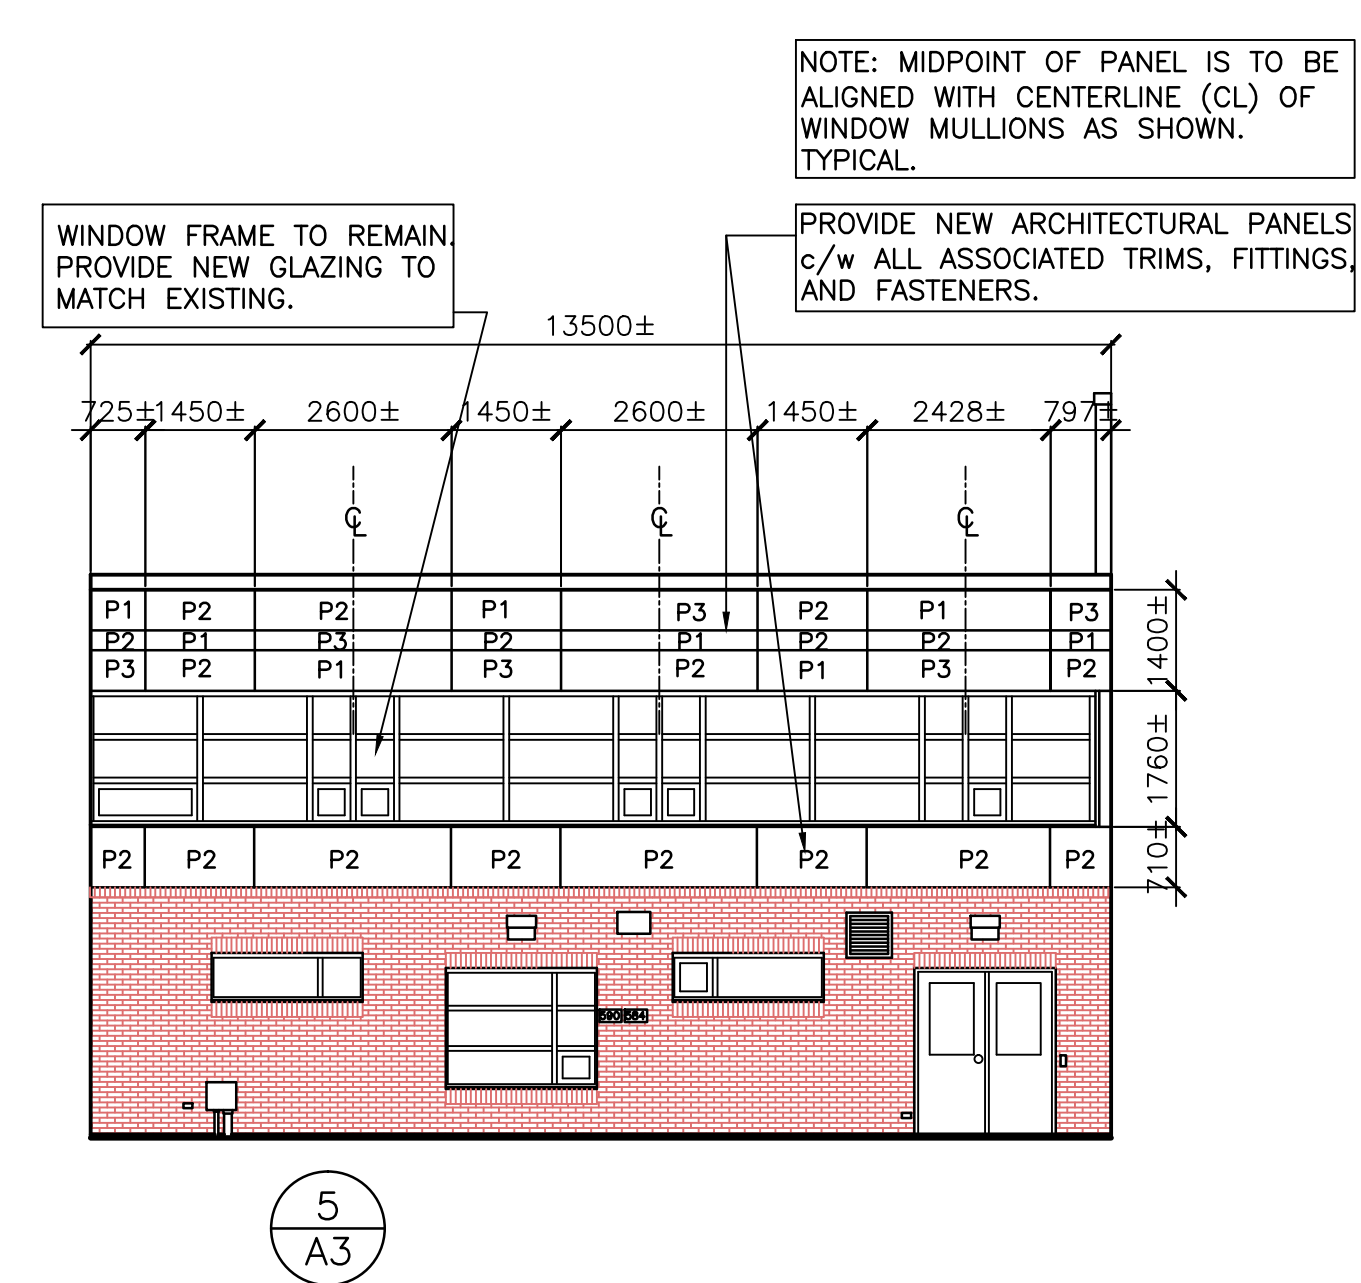 NOTE: MIDPOINT OF PANEL IS TO BE
ALIGNED WITH CENTERLINE (CL) OF
WINDOW MULLIONS AS SHOWN.
TYPICAL.
WINDOW FRAME TO REMAIN.
PROVIDE NEW GLAZING TO
MATCH EXISTING.
PROVIDE NEW ARCHITECTURAL PANELS
c/w ALL ASSOCIATED TRIMS, FITTINGS,
AND FASTENERS.
13500±
725± 1450± 2600± 1450± 2600± 1450± 2428± 797±
℄ ℄ ℄
P1 P2 P2 P1 P3 P2 P1 P3
P2 P1 P3 P2 P1 P2 P2 P1
P3 P2 P1 P3 P2 P1 P3 P2
1400±
1760±
710±
P2 P2 P2 P2 P2 P2 P2 P2
5
A3